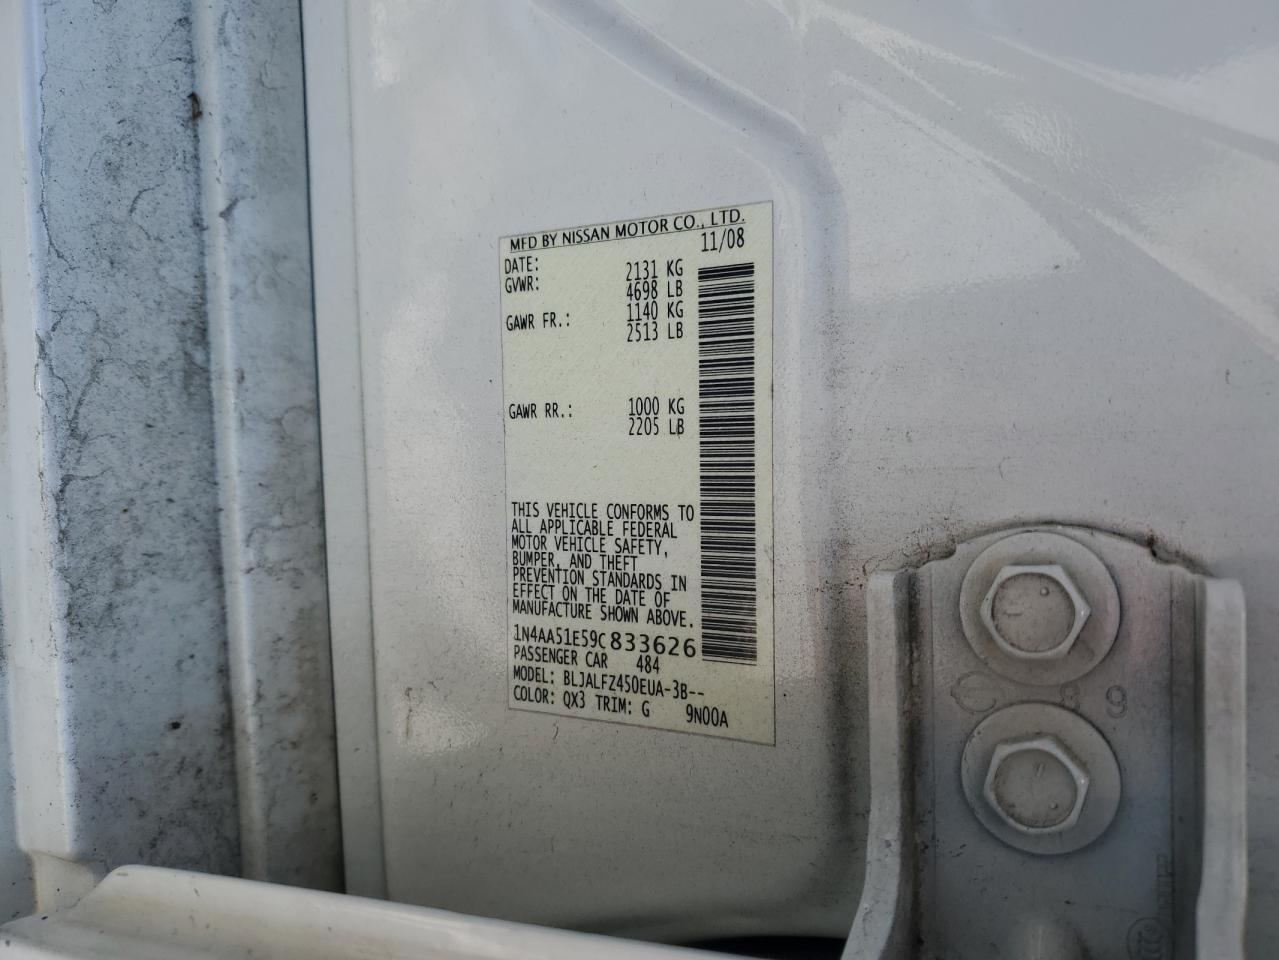 MFD BY NISSAN MOTOR CO., LTD.
DATE: 11/08
GVWR: 2131 KG
4698 LB
GAWR FR.: 1140 KG
2513 LB
GAWR RR.: 1000 KG
2205 LB
THIS VEHICLE CONFORMS TO
ALL APPLICABLE FEDERAL
MOTOR VEHICLE SAFETY,
BUMPER, AND THEFT
PREVENTION STANDARDS IN
EFFECT ON THE DATE OF
MANUFACTURE SHOWN ABOVE.
1N4AA51E59C833626
PASSENGER CAR 484
MODEL: BLJALFZ450EUA-3B--
COLOR: QX3 TRIM: G 9N00A